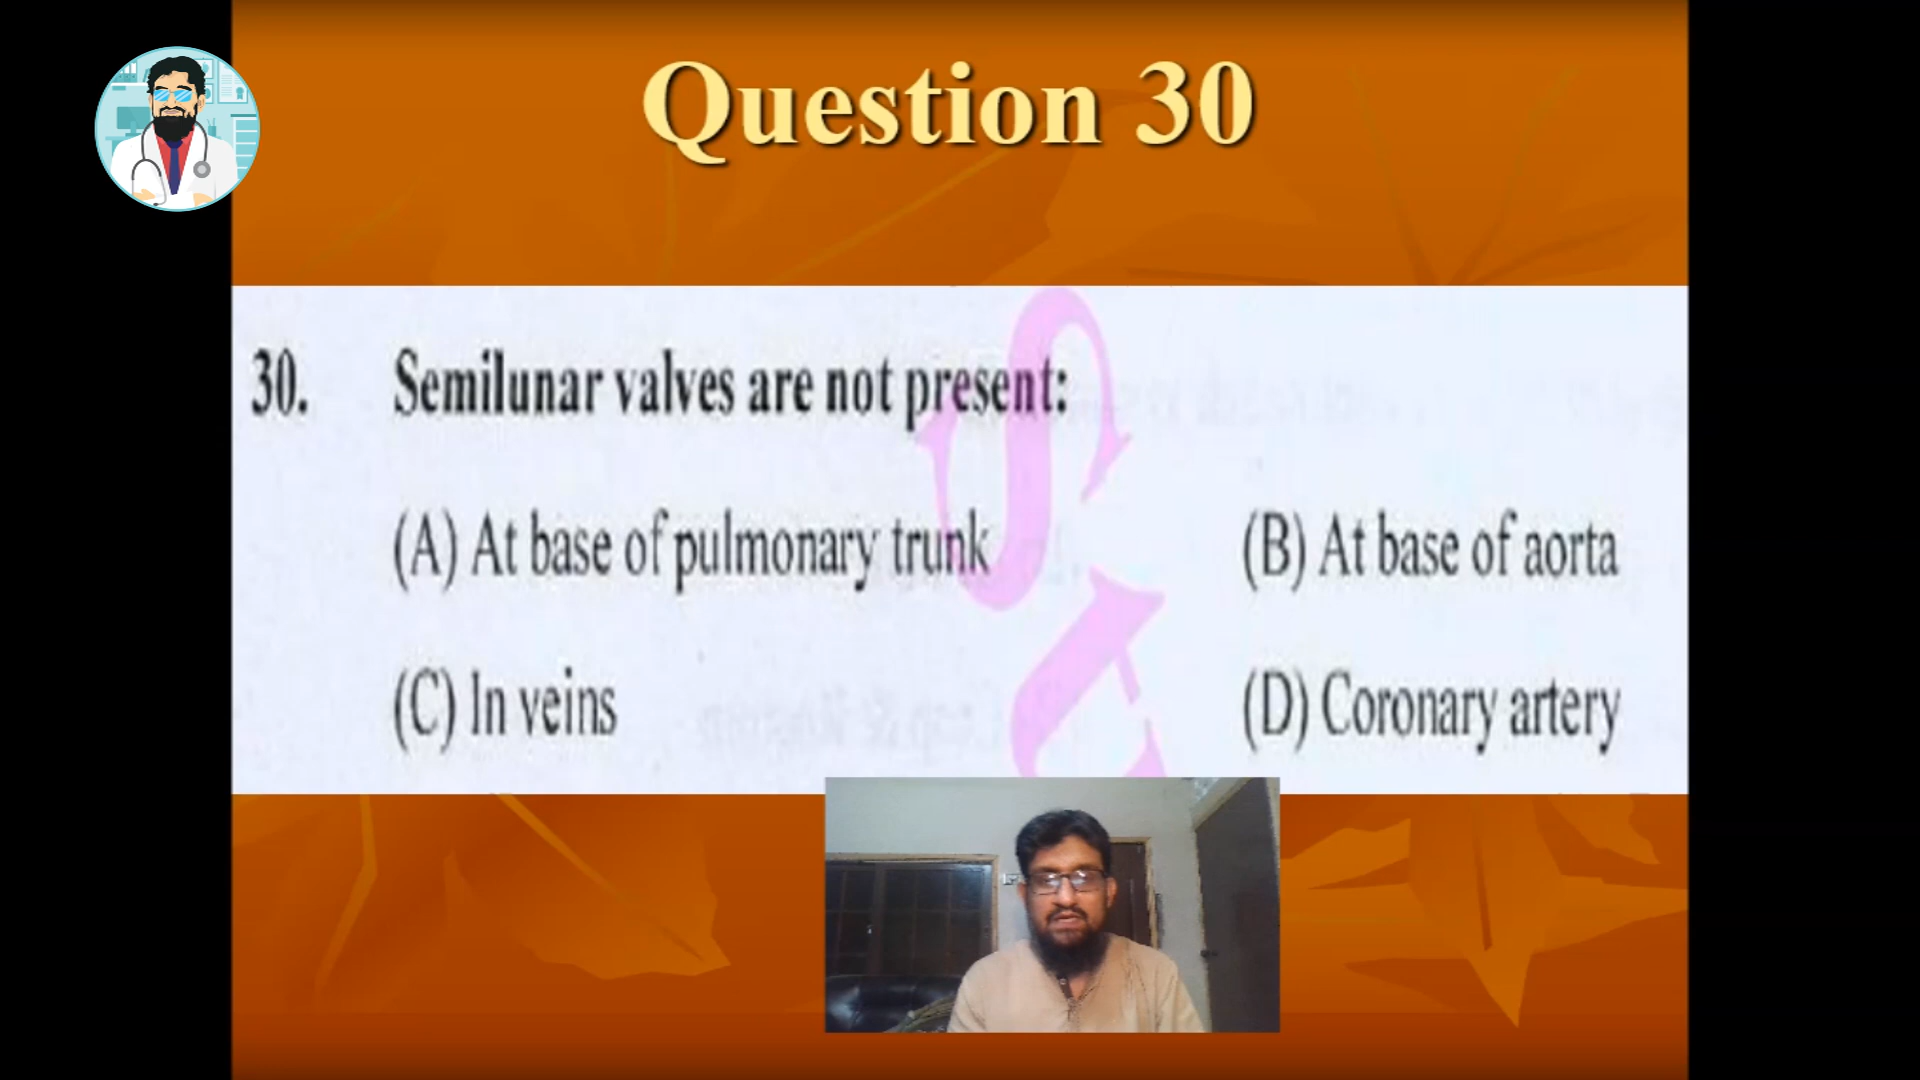 Question 30
30. Semilunar valves are not present:
(A) At base of pulmonary trunk (B) At base of aorta
(C) In veins (D) Coronary artery